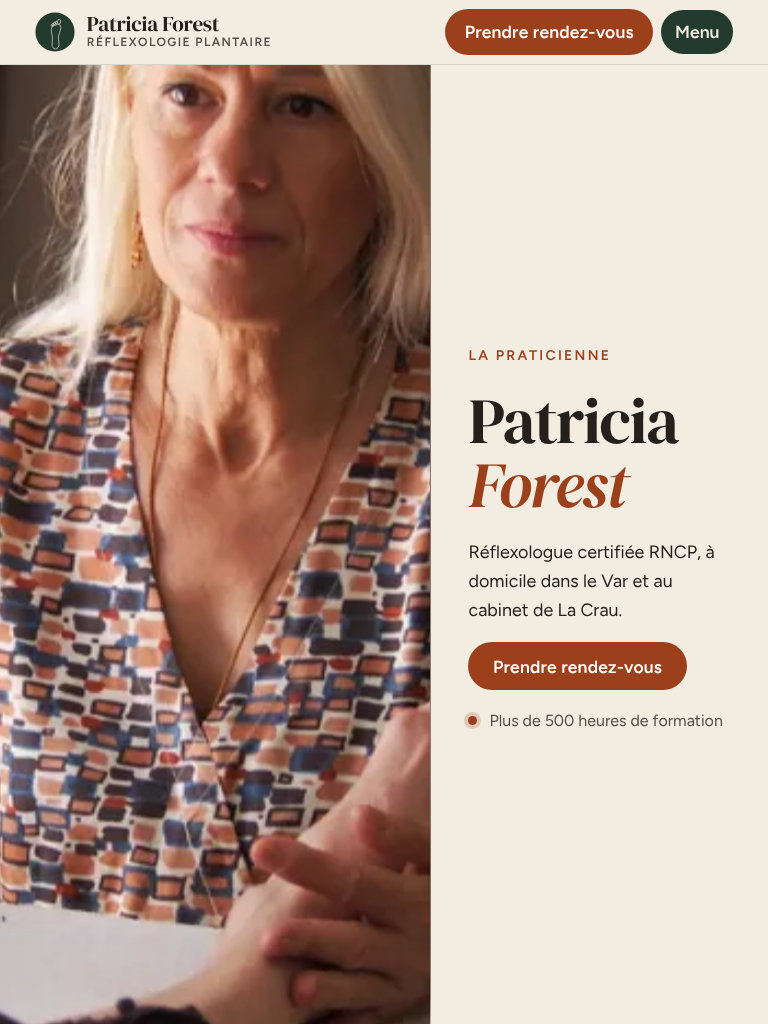 Patricia Forest
RÉFLEXOLOGIE PLANTAIRE
Prendre rendez-vous
Menu
LA PRATICIENNE
Patricia
Forest
Réflexologue certifiée RNCP, à
domicile dans le Var et au
cabinet de La Crau.
Prendre rendez-vous
Plus de 500 heures de formation